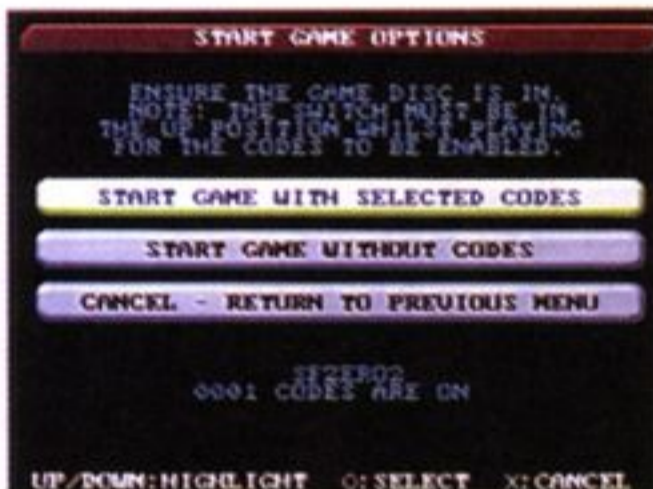 START GAME OPTIONS
ENSURE THE GAME DISC IS IN.
NOTE: THE SWITCH MUST BE IN
THE UP POSITION WHILST PLAYING
FOR THE CODES TO BE ENABLED.
START GAME WITH SELECTED CODES
START GAME WITHOUT CODES
CANCEL - RETURN TO PREVIOUS MENU
SFZERO2
0001 CODES ARE ON
UP/DOWN:HIGHLIGHT O:SELECT X:CANCEL